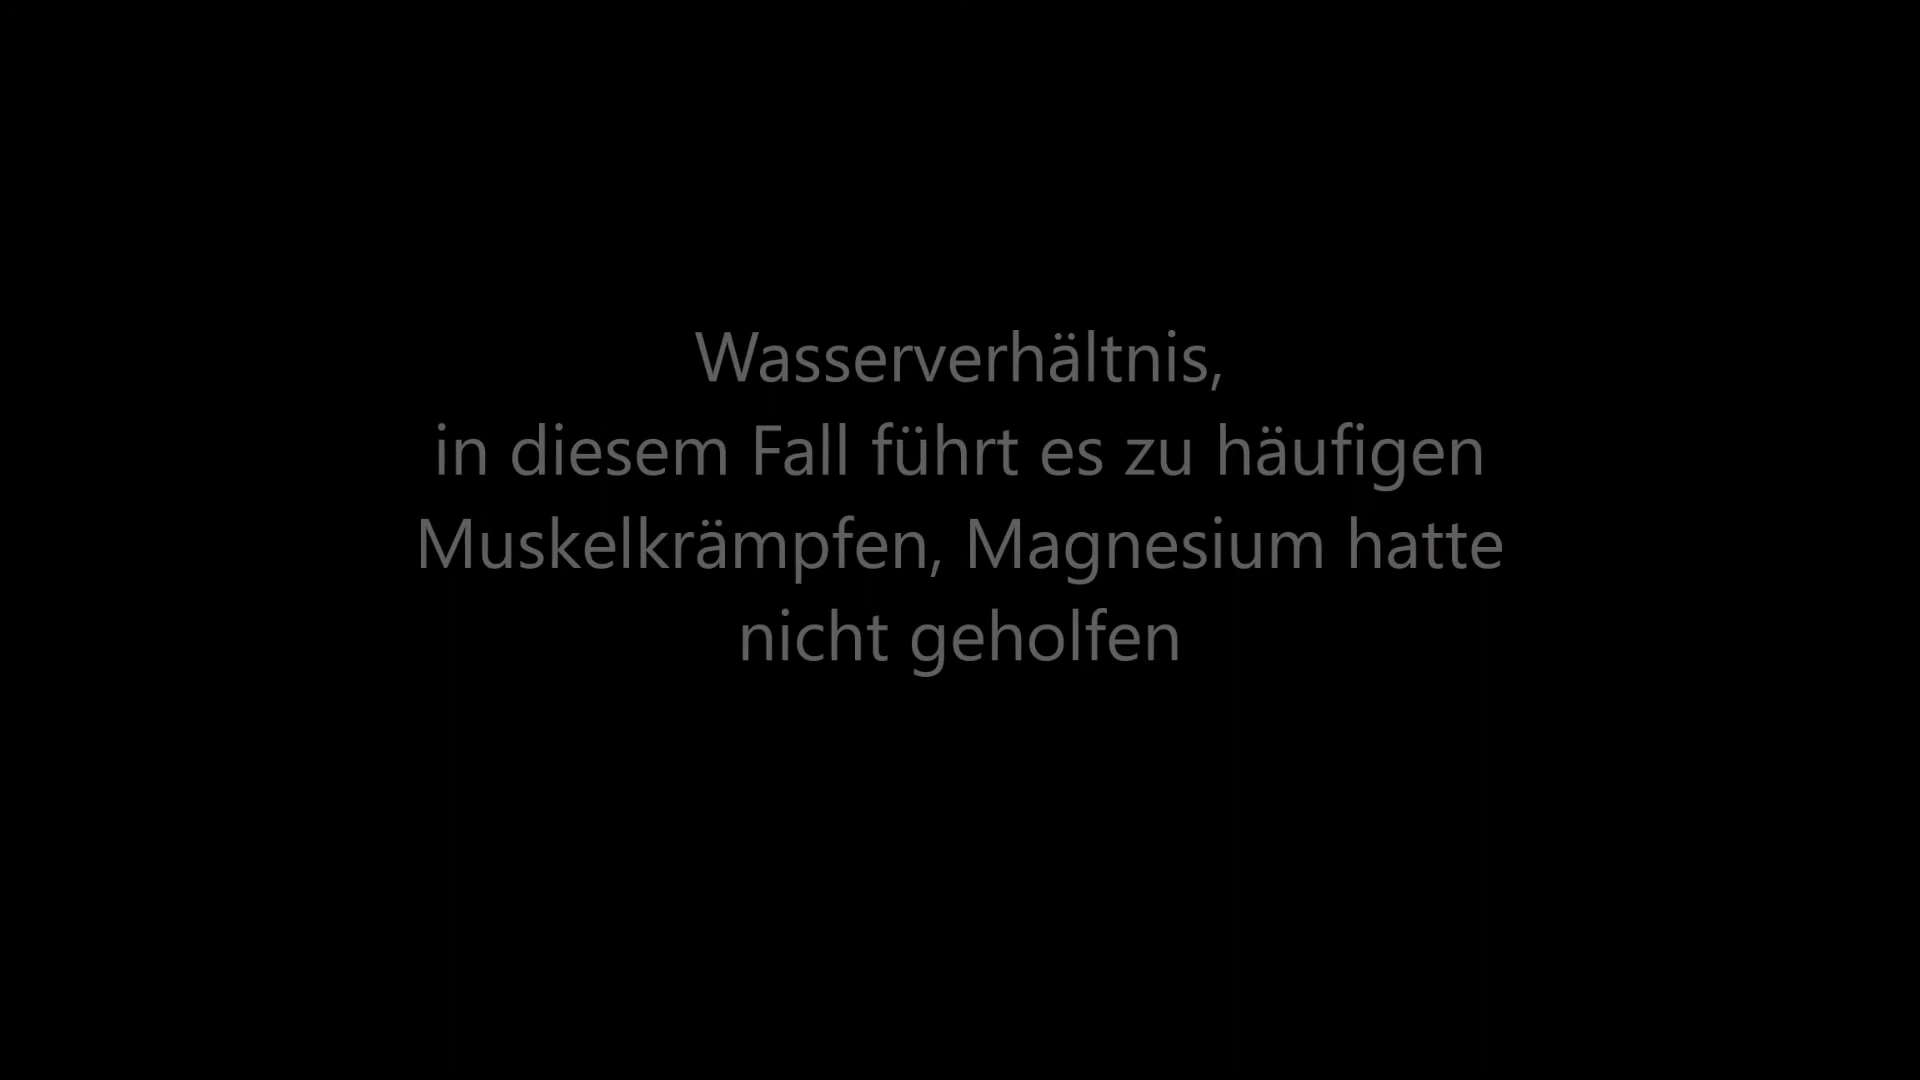 Wasserverhältnis,
in diesem Fall führt es zu häufigen
Muskelkrämpfen, Magnesium hatte
nicht geholfen